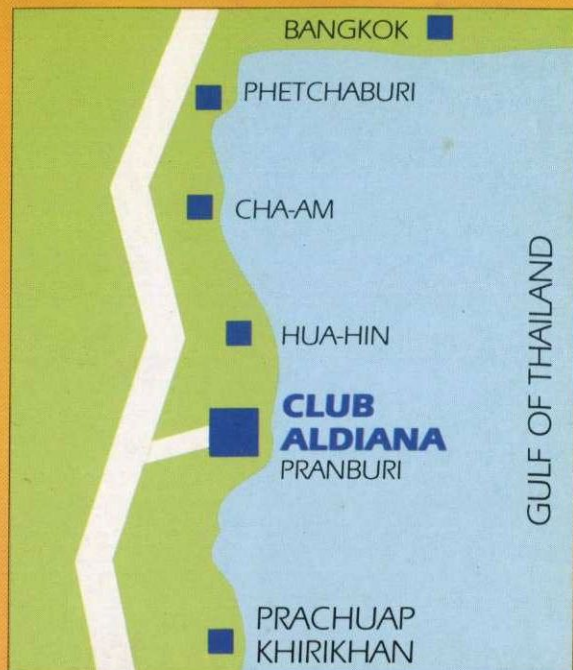 BANGKOK
PHETCHABURI
CHA-AM
HUA-HIN
CLUB
ALDIANA
PRANBURI
GULF OF THAILAND
PRACHUAP
KHIRIKHAN